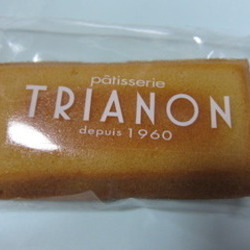 pâtisserie
TRIANON
depuis 1960